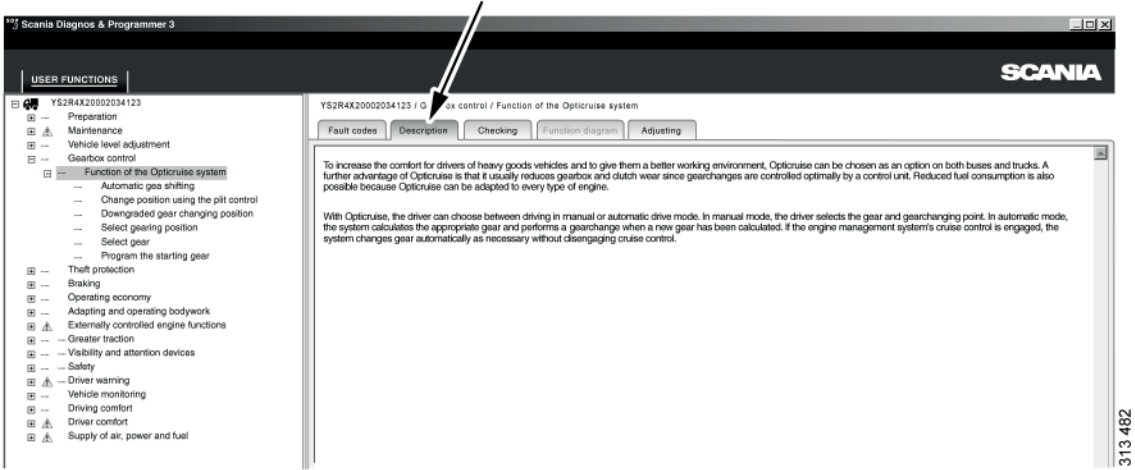 Scania Diagnos & Programmer 3
SCANIA
USER FUNCTIONS
YS2R4X20002034123
Preparation
Maintenance
Vehicle level adjustment
Gearbox control
Function of the Opticruise system
Automatic gea shifting
Change position using the plit control
Downgraded gear changing position
Select gearing position
Select gear
Program the starting gear
Theft protection
Braking
Operating economy
Adapting and operating bodywork
Externally controlled engine functions
Greater traction
Visibility and attention devices
Safety
Driver warning
Vehicle monitoring
Driving comfort
Driver comfort
Supply of air, power and fuel
YS2R4X20002034123 / G ox control / Function of the Opticruise system
Fault codes Description Checking Function diagram Adjusting
To increase the comfort for drivers of heavy goods vehicles and to give them a better working environment, Opticruise can be chosen as an option on both buses and trucks. A
further advantage of Opticruise is that it usually reduces gearbox and clutch wear since gearchanges are controlled optimally by a control unit. Reduced fuel consumption is also
possible because Opticruise can be adapted to every type of engine.
With Opticruise, the driver can choose between driving in manual or automatic drive mode. In manual mode, the driver selects the gear and gearchanging point. In automatic mode,
the system calculates the appropriate gear and performs a gearchange when a new gear has been calculated. If the engine management system's cruise control is engaged, the
system changes gear automatically as necessary without disengaging cruise control.
313 482